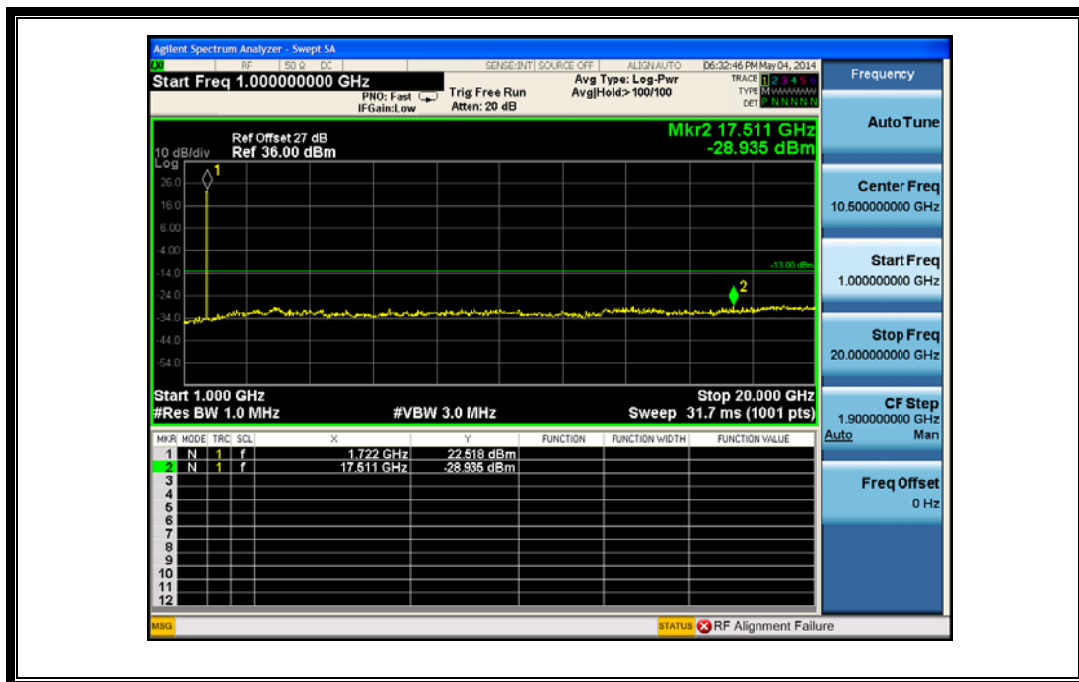 Agilent Spectrum Analyzer - Swept SA
LXI RF 50 Ω DC SENSE:INT SOURCE OFF ALIGN AUTO 06:32:46 PM May 04, 2014
Start Freq 1.000000000 GHz
PNO: Fast
IFGain:Low
Trig: Free Run
Atten: 20 dB
Avg Type: Log-Pwr
Avg|Hold:> 100/100
TRACE 1 2 3 4 5 6
TYPE M WWWWW
DET P N N N N N
Mkr2 17.511 GHz
-28.935 dBm
Ref Offset 27 dB
10 dB/div Ref 36.00 dBm
Log
1
26.0
16.0
6.00
-4.00
-13.00 dBm
-14.0
2
-24.0
-34.0
-44.0
-54.0
Start 1.000 GHz Stop 20.000 GHz
#Res BW 1.0 MHz #VBW 3.0 MHz Sweep 31.7 ms (1001 pts)
MKR MODE TRC SCL X Y FUNCTION FUNCTION WIDTH FUNCTION VALUE
1 N 1 f 1.722 GHz 22.518 dBm
2 N 1 f 17.511 GHz -28.935 dBm
3
4
5
6
7
8
9
10
11
12
MSG STATUS RF Alignment Failure
Frequency
Auto Tune
Center Freq
10.500000000 GHz
Start Freq
1.000000000 GHz
Stop Freq
20.000000000 GHz
CF Step
1.900000000 GHz
Auto Man
Freq Offset
0 Hz